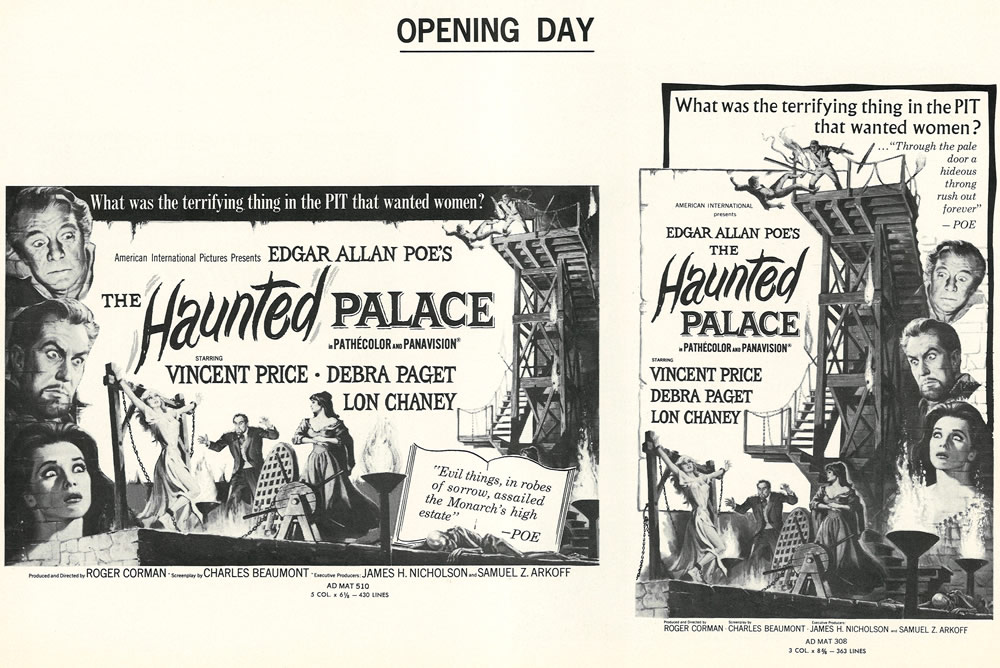 OPENING DAY
What was the terrifying thing in the PIT that wanted women?
American International Pictures Presents EDGAR ALLAN POE'S
THE Haunted PALACE
in PATHÉCOLOR AND PANAVISION®
STARRING
VINCENT PRICE · DEBRA PAGET
LON CHANEY
"Evil things, in robes
of sorrow, assailed
the Monarch's high
estate"
—POE
Produced and Directed by ROGER CORMAN · Screenplay by CHARLES BEAUMONT · Executive Producers: JAMES H. NICHOLSON and SAMUEL Z. ARKOFF
AD MAT 510
5 COL. x 6⅛ — 430 LINES
What was the terrifying thing in the PIT
that wanted women?
..."Through the pale
door a
hideous
throng
rush out
forever"
— POE
AMERICAN INTERNATIONAL
presents
EDGAR ALLAN POE'S
THE
Haunted
PALACE
in PATHÉCOLOR AND PANAVISION®
STARRING
VINCENT PRICE
DEBRA PAGET
LON CHANEY
Produced and Directed by Screenplay by Executive Producers:
ROGER CORMAN · CHARLES BEAUMONT · JAMES H. NICHOLSON and SAMUEL Z. ARKOFF
AD MAT 308
3 COL. x 8⅝ — 363 LINES